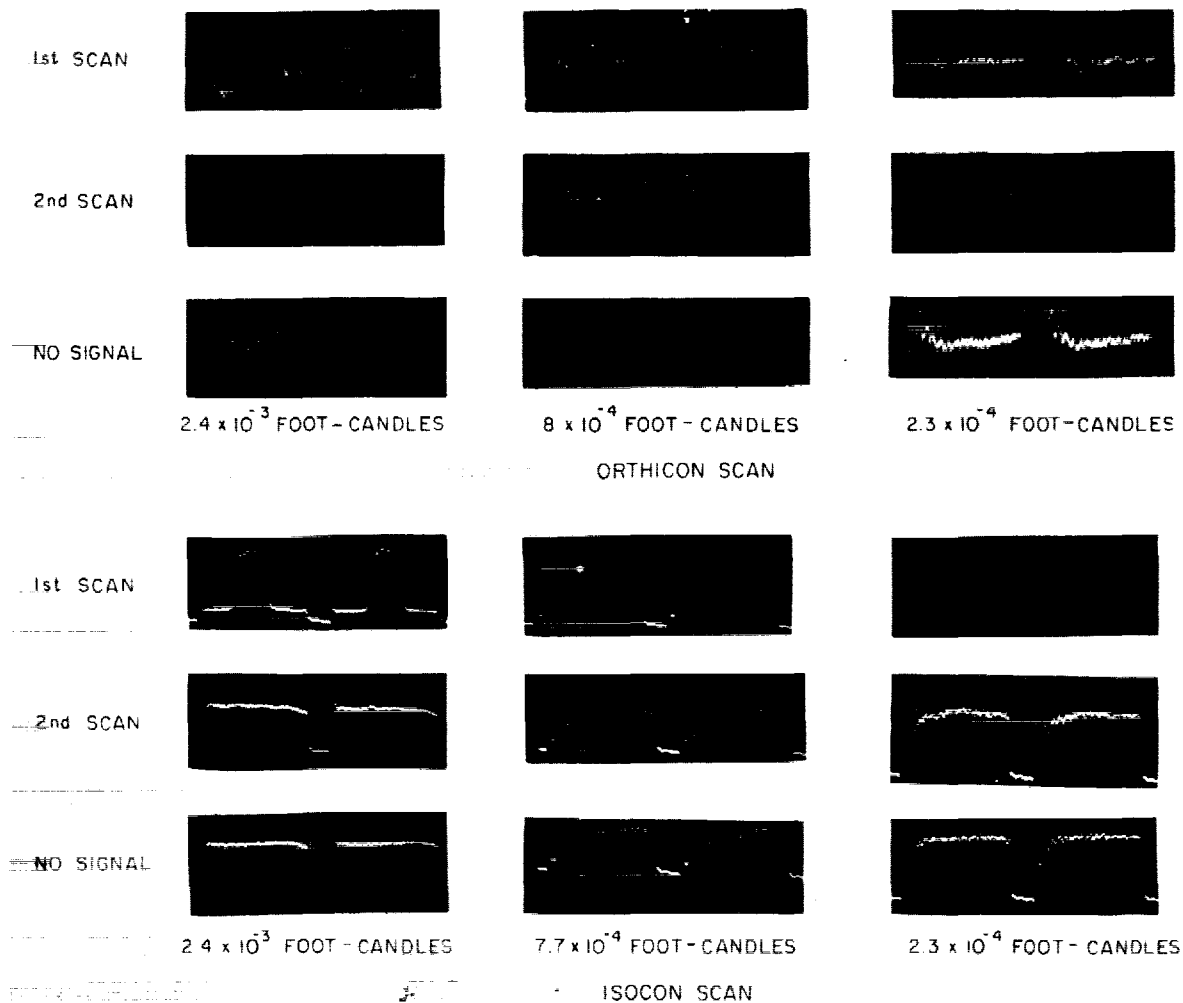 1st SCAN
2nd SCAN
NO SIGNAL
2.4 x 10^-3 FOOT-CANDLES 8 x 10^-4 FOOT-CANDLES 2.3 x 10^-4 FOOT-CANDLES
ORTHICON SCAN
1st SCAN
2nd SCAN
NO SIGNAL
2.4 x 10^-3 FOOT-CANDLES 7.7 x 10^-4 FOOT-CANDLES 2.3 x 10^-4 FOOT-CANDLES
ISOCON SCAN